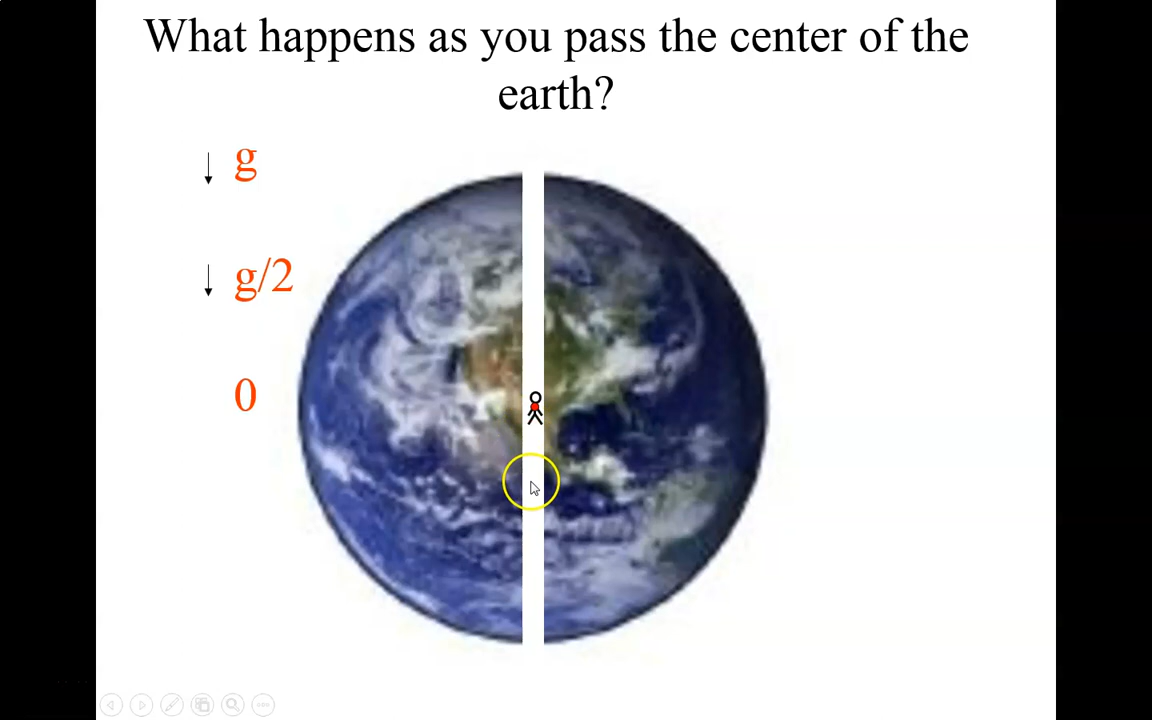 What happens as you pass the center of the
earth?
↓ g
↓ g/2
0